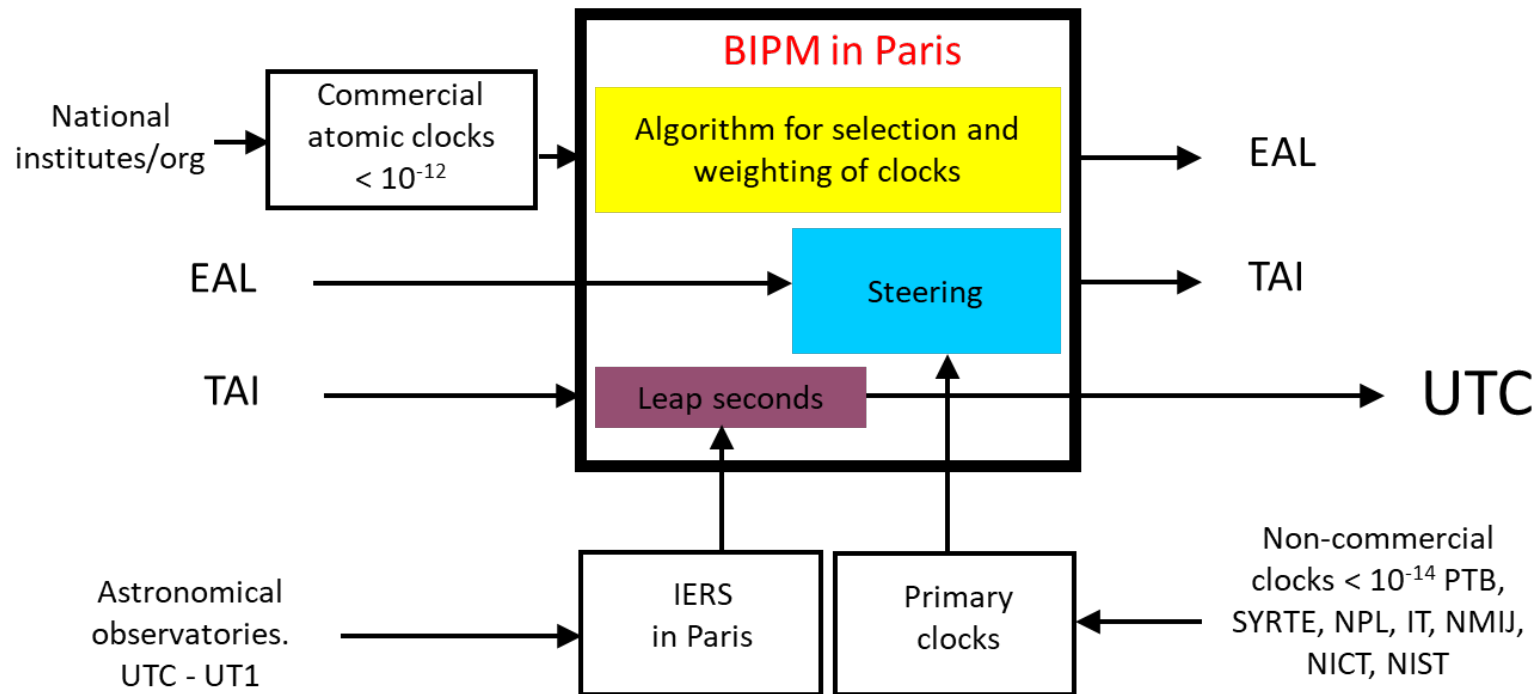 BIPM in Paris
National
institutes/org
Commercial
atomic clocks
< 10⁻¹²
Algorithm for selection and
weighting of clocks
EAL
EAL
Steering
TAI
TAI
Leap seconds
UTC
Astronomical
observatories.
UTC - UT1
IERS
in Paris
Primary
clocks
Non-commercial
clocks < 10⁻¹⁴ PTB,
SYRTE, NPL, IT, NMIJ,
NICT, NIST